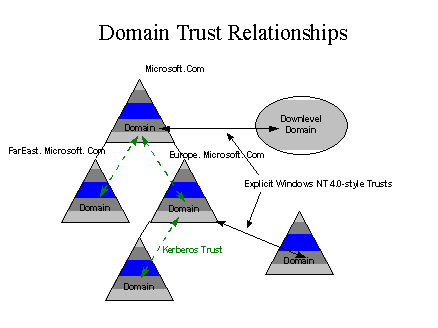 Domain Trust Relationships
Microsoft.Com
Downlevel
Domain
Domain
FarEast. Microsoft. Com
Europe. Microsoft. Com
Explicit Windows NT 4.0-style Trusts
Domain
Domain
Kerberos Trust
Domain
Domain